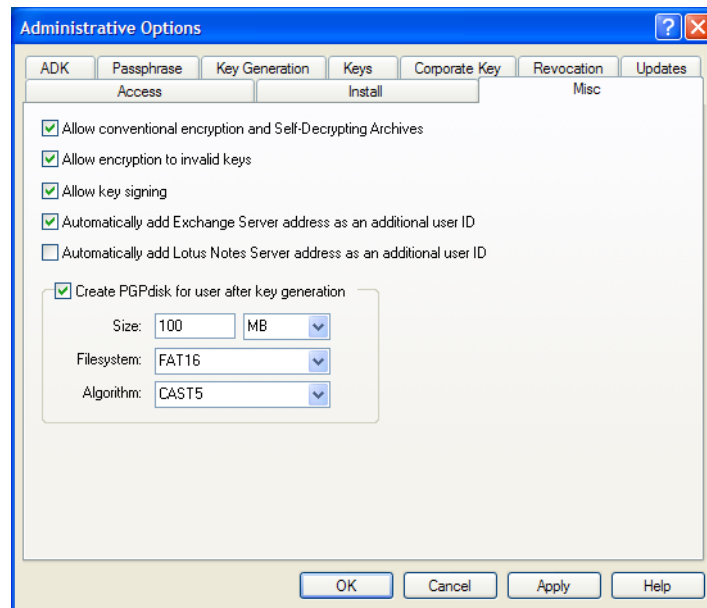 Administrative Options
ADK Passphrase Key Generation Keys Corporate Key Revocation Updates
Access Install Misc
Allow conventional encryption and Self-Decrypting Archives
Allow encryption to invalid keys
Allow key signing
Automatically add Exchange Server address as an additional user ID
Automatically add Lotus Notes Server address as an additional user ID
Create PGPdisk for user after key generation
Size: 100 MB
Filesystem: FAT16
Algorithm: CAST5
OK Cancel Apply Help